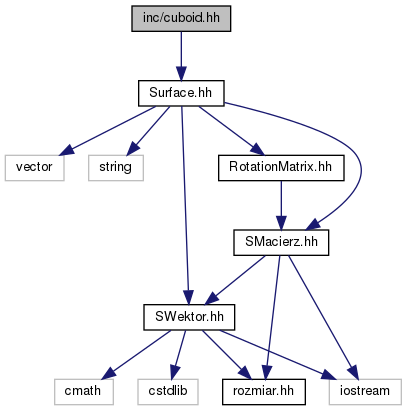 inc/cuboid.hh
Surface.hh
vector
string
RotationMatrix.hh
SMacierz.hh
SWektor.hh
cmath
cstdlib
rozmiar.hh
iostream